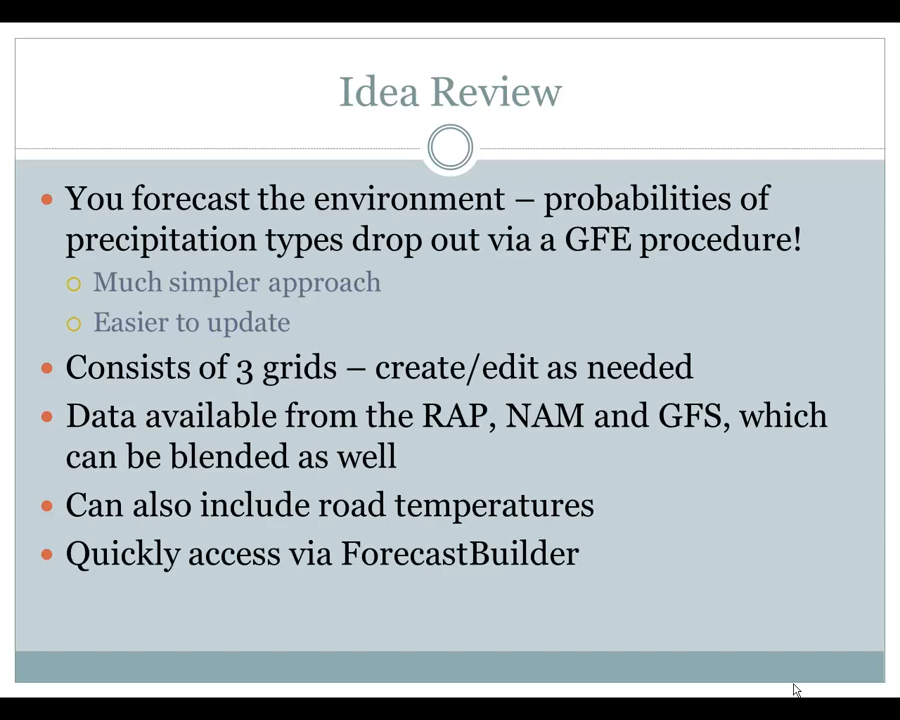 Idea Review
You forecast the environment – probabilities of
precipitation types drop out via a GFE procedure!
Much simpler approach
Easier to update
Consists of 3 grids – create/edit as needed
Data available from the RAP, NAM and GFS, which
can be blended as well
Can also include road temperatures
Quickly access via ForecastBuilder